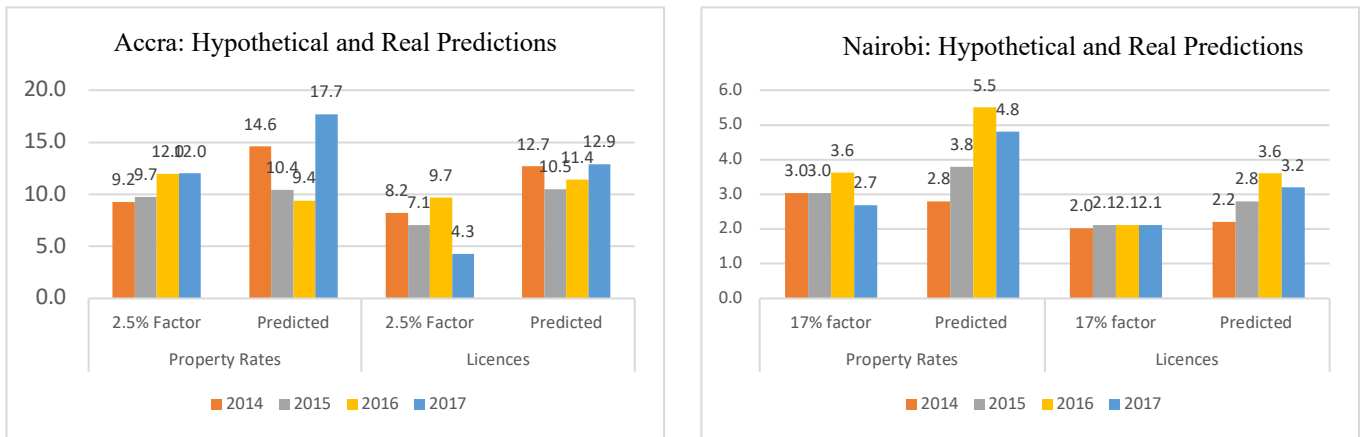 Accra: Hypothetical and Real Predictions
20.0
15.0
10.0
5.0
0.0
9.2 9.7 12.0 12.0
14.6 10.4 9.4 17.7
8.2 7.1 9.7 4.3
12.7 10.5 11.4 12.9
2.5% Factor Predicted 2.5% Factor Predicted
Property Rates Licences
2014 2015 2016 2017
Nairobi: Hypothetical and Real Predictions
6.0
5.0
4.0
3.0
2.0
1.0
0.0
3.0 3.0 3.6 2.7
2.8 3.8 5.5 4.8
2.0 2.1 2.1 2.1
2.2 2.8 3.6 3.2
17% factor Predicted 17% factor Predicted
Property Rates Licences
2014 2015 2016 2017